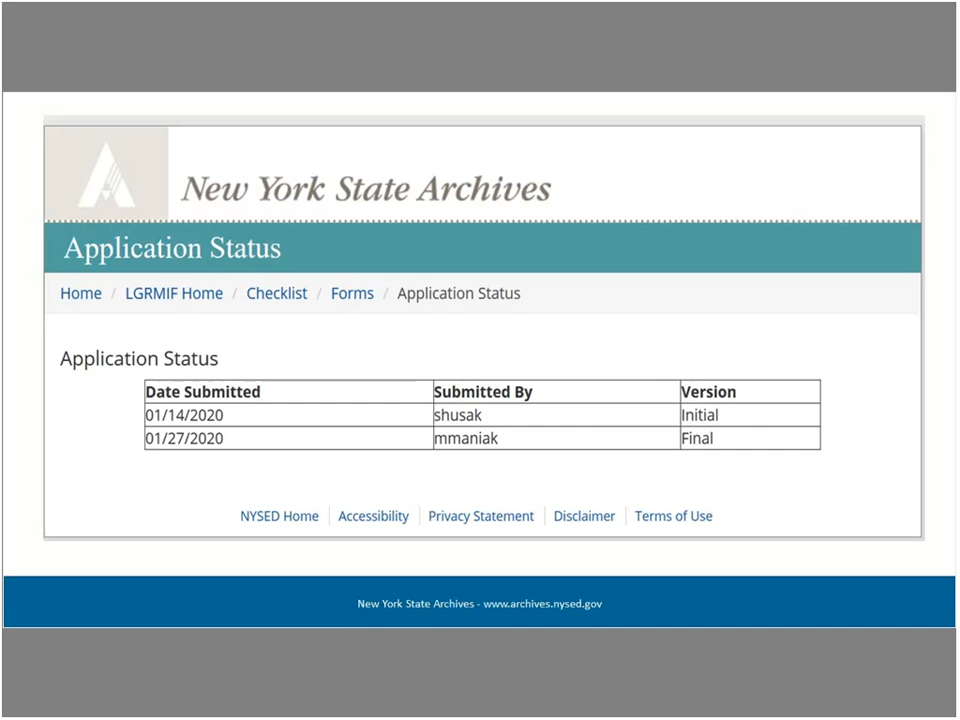 New York State Archives
Application Status
Home / LGRMIF Home / Checklist / Forms / Application Status
Application Status
Date Submitted Submitted By Version
01/14/2020 shusak Initial
01/27/2020 mmaniak Final
NYSED Home Accessibility Privacy Statement Disclaimer Terms of Use
New York State Archives - www.archives.nysed.gov